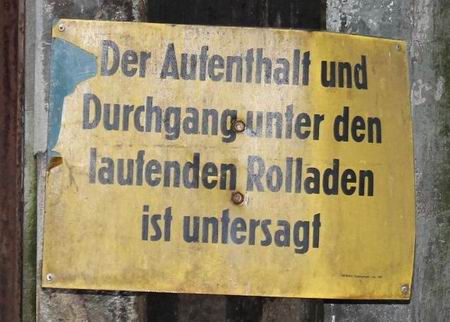 Der Aufenthalt und
Durchgang unter den
laufenden Rolladen
ist untersagt